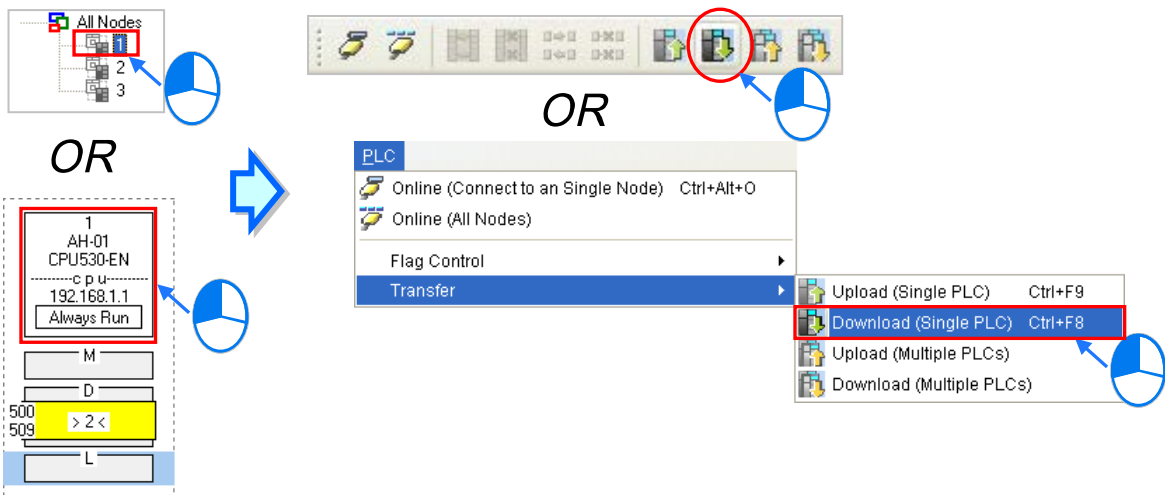 All Nodes
1
2
3
OR
1
AH-01
CPU530-EN
--------c p u--------
192.168.1.1
Always Run
M
D
500
509
> 2 <
L
OR
PLC
Online (Connect to an Single Node) Ctrl+Alt+O
Online (All Nodes)
Flag Control
Transfer
Upload (Single PLC) Ctrl+F9
Download (Single PLC) Ctrl+F8
Upload (Multiple PLCs)
Download (Multiple PLCs)